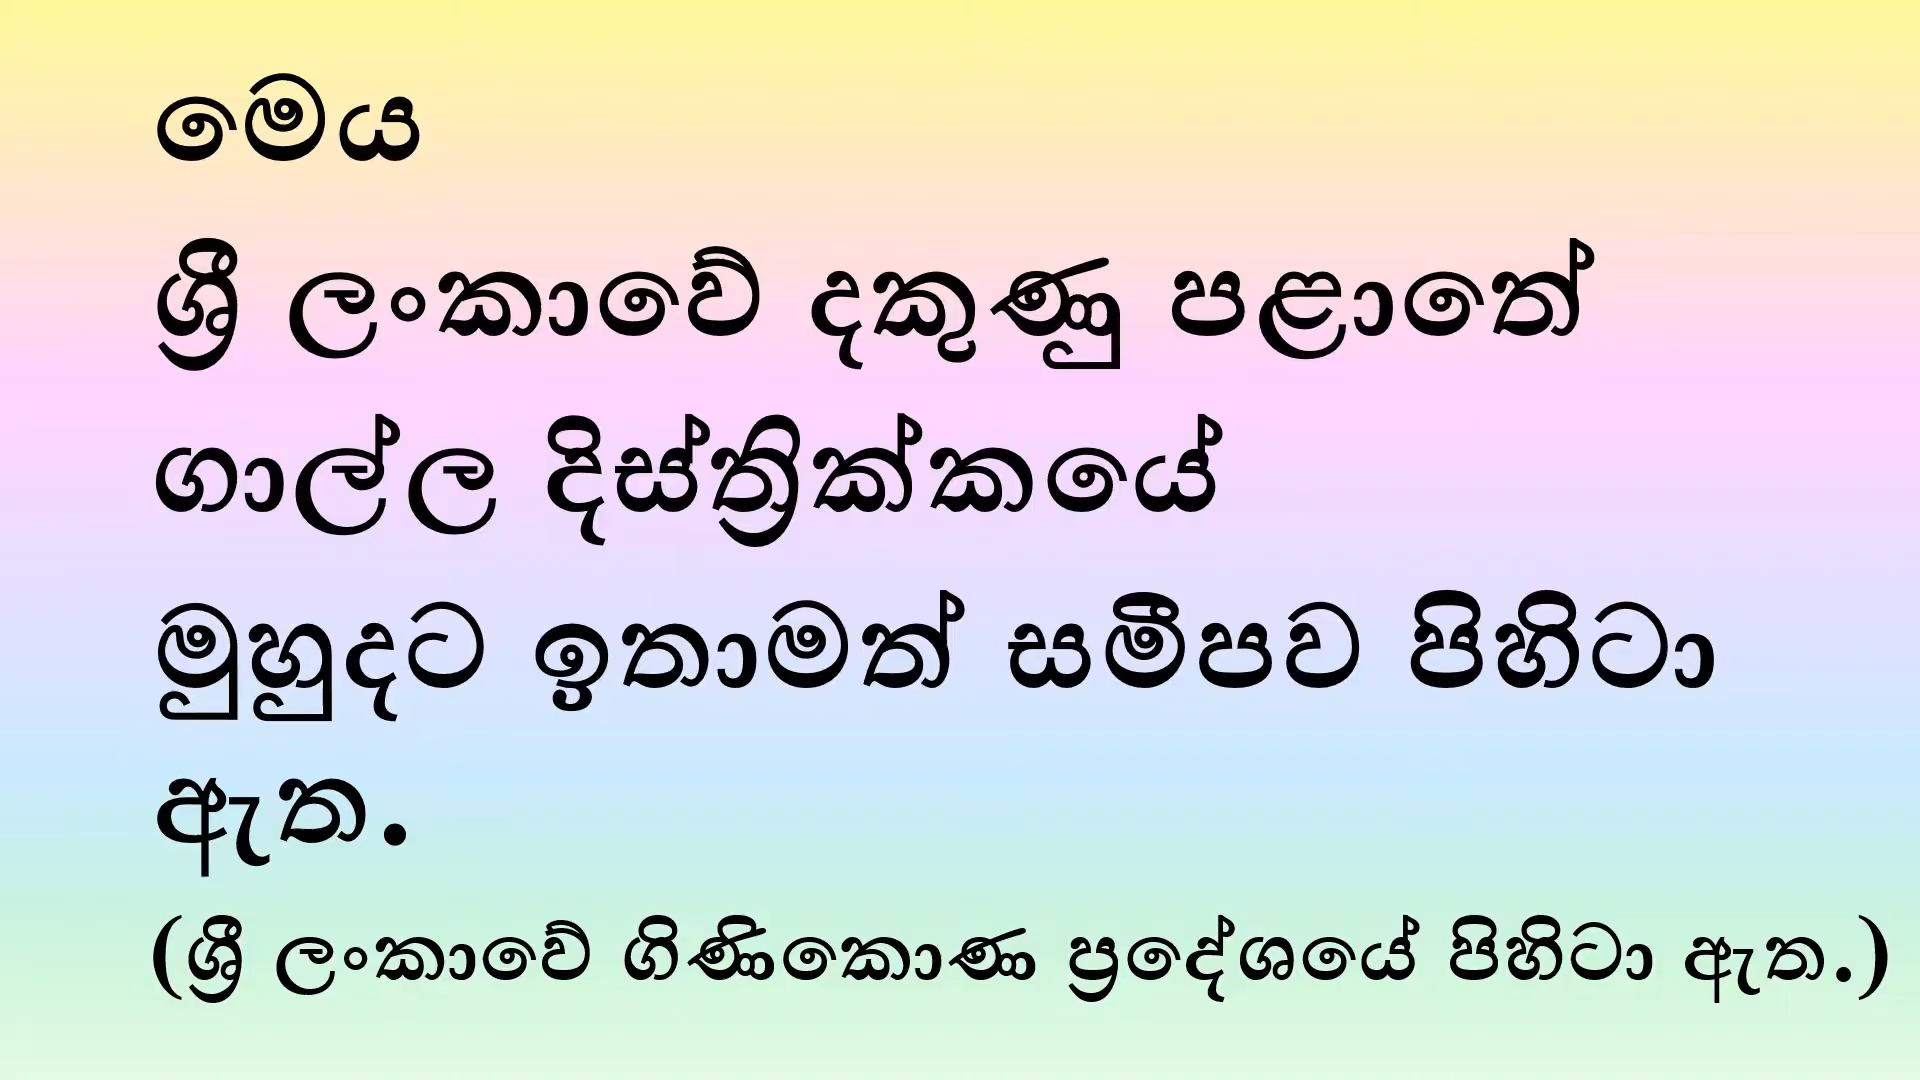 මෙය
ශ්‍රී ලංකාවේ දකුණු පළාතේ
ගාල්ල දිස්ත්‍රික්කයේ
මුහුදට ඉතාමත් සමීපව පිහිටා
ඇත.
(ශ්‍රී ලංකාවේ ගිණිකොණ ප්‍රදේශයේ පිහිටා ඇත.)